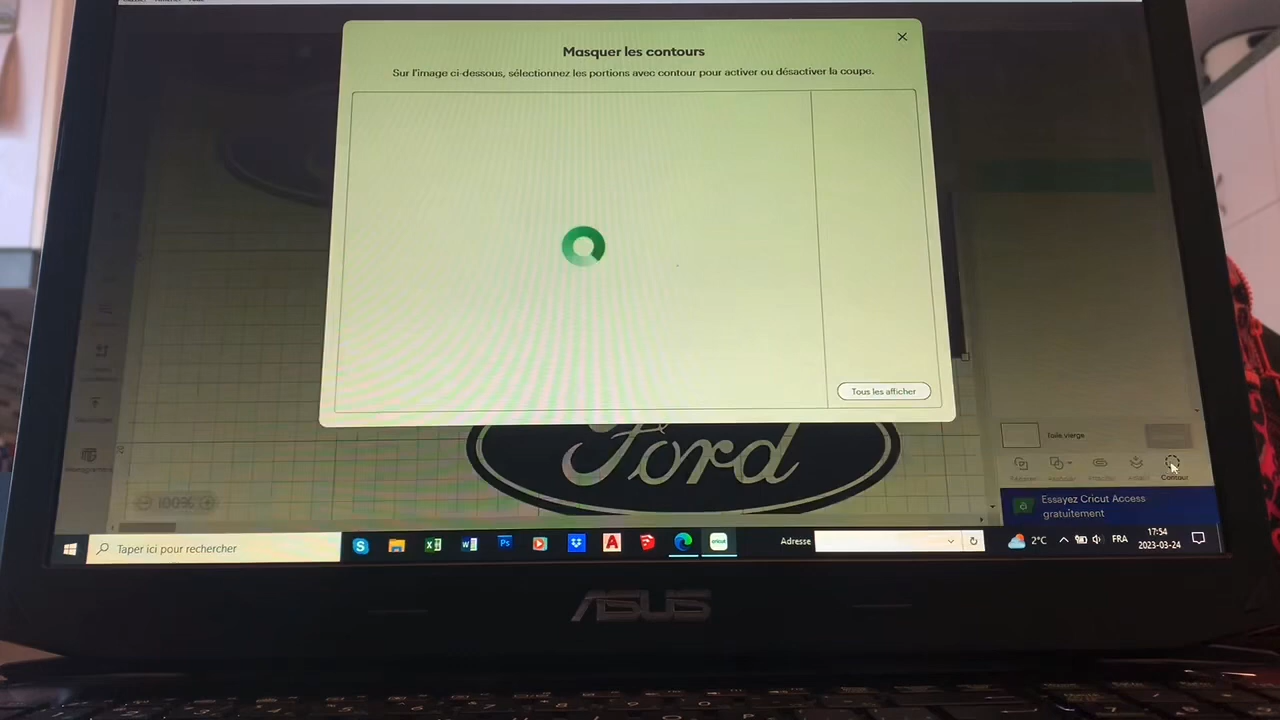 Masquer les contours
Sur l'image ci-dessous, sélectionnez les portions avec contour pour activer ou désactiver la coupe.
Tous les afficher
Ford
Toile vierge
Contour
100%
Essayez Cricut Access
gratuitement
Taper ici pour rechercher
Adresse
2°C
FRA
17:54
2023-03-24
ASUS